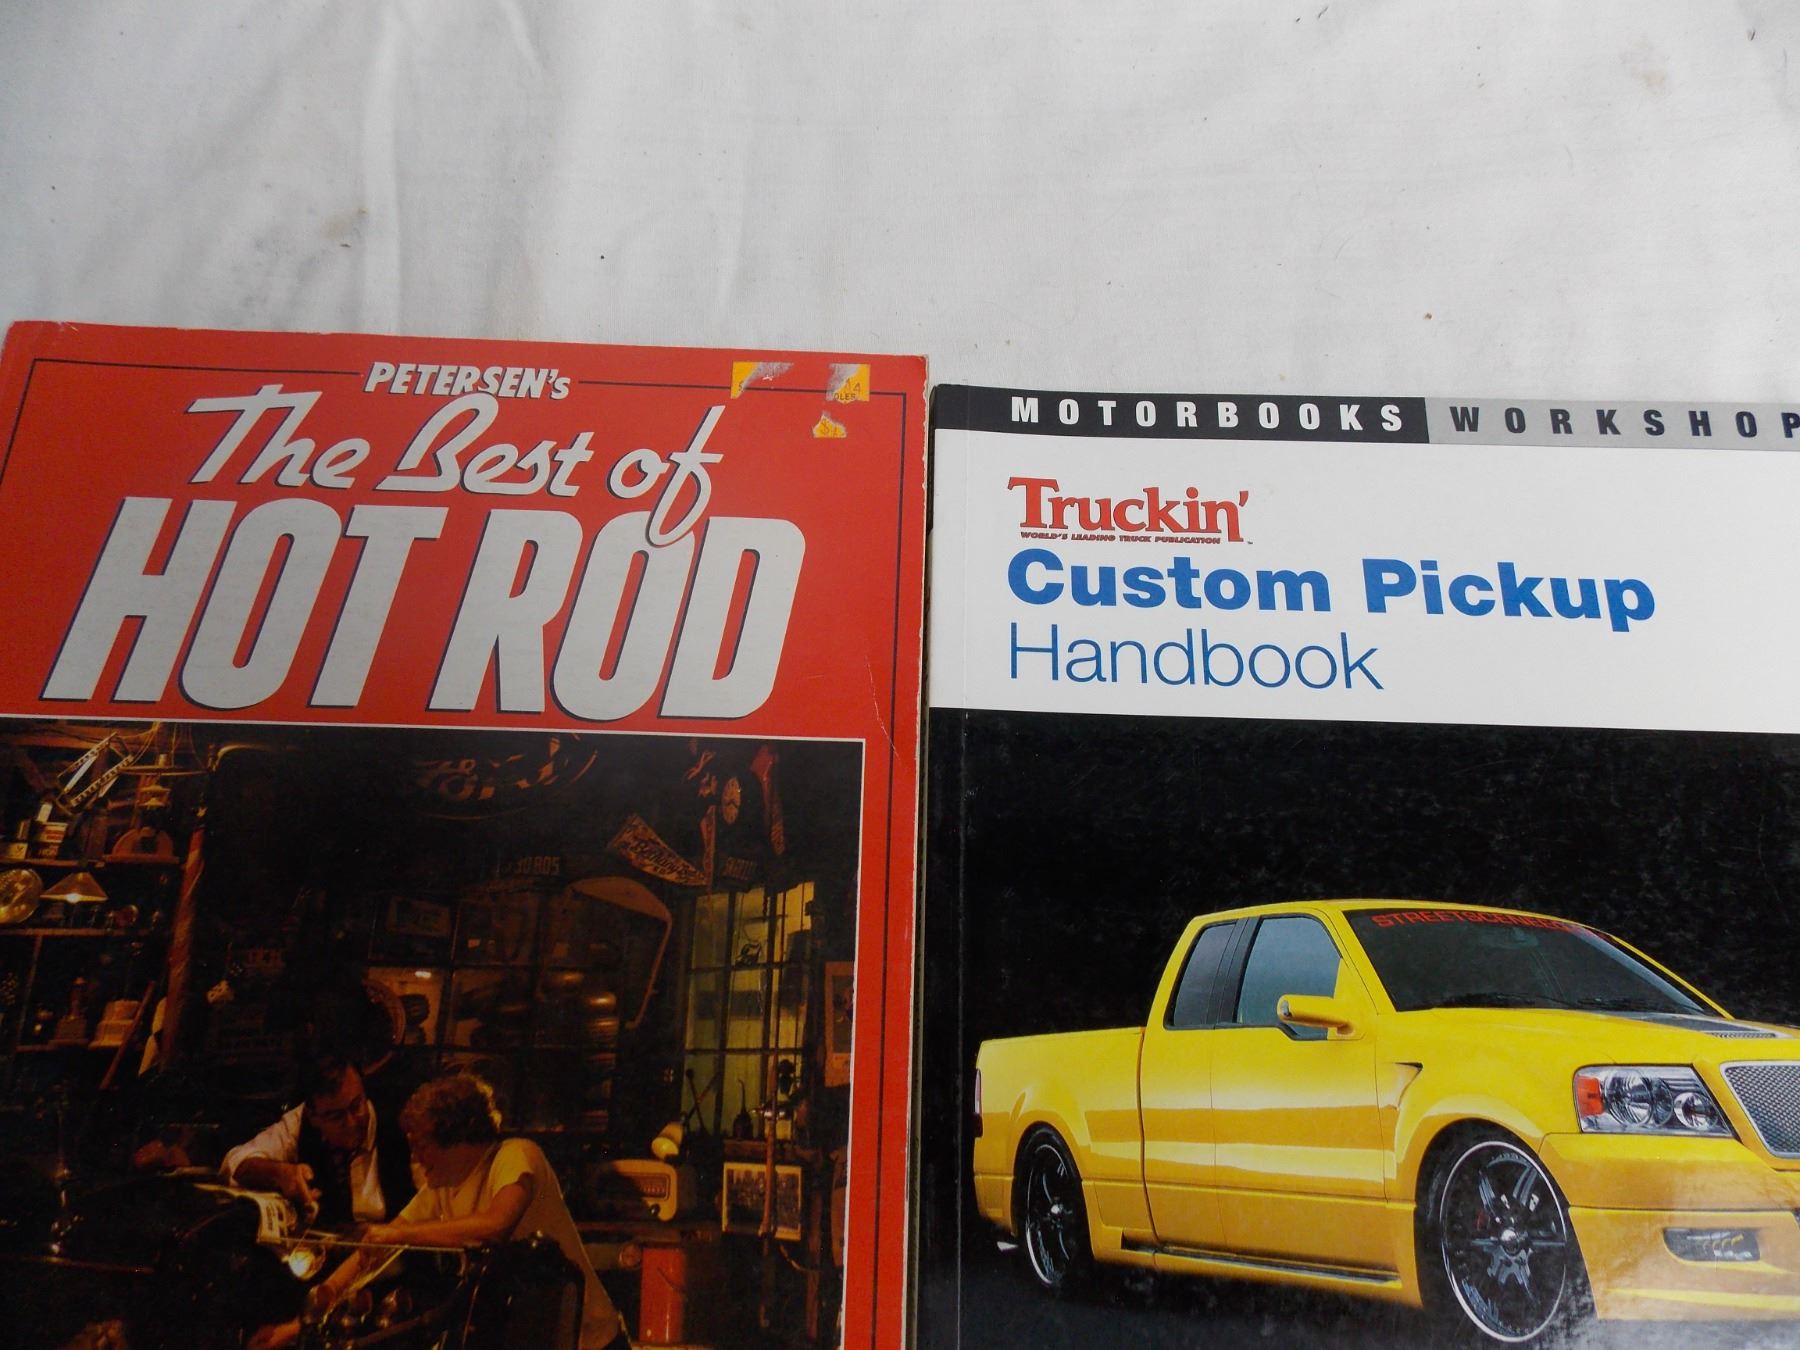 PETERSEN'S
The Best of
HOT ROD
MOTORBOOKS WORKSHOP
Truckin'
WORLD'S LEADING TRUCK PUBLICATION
Custom Pickup
Handbook